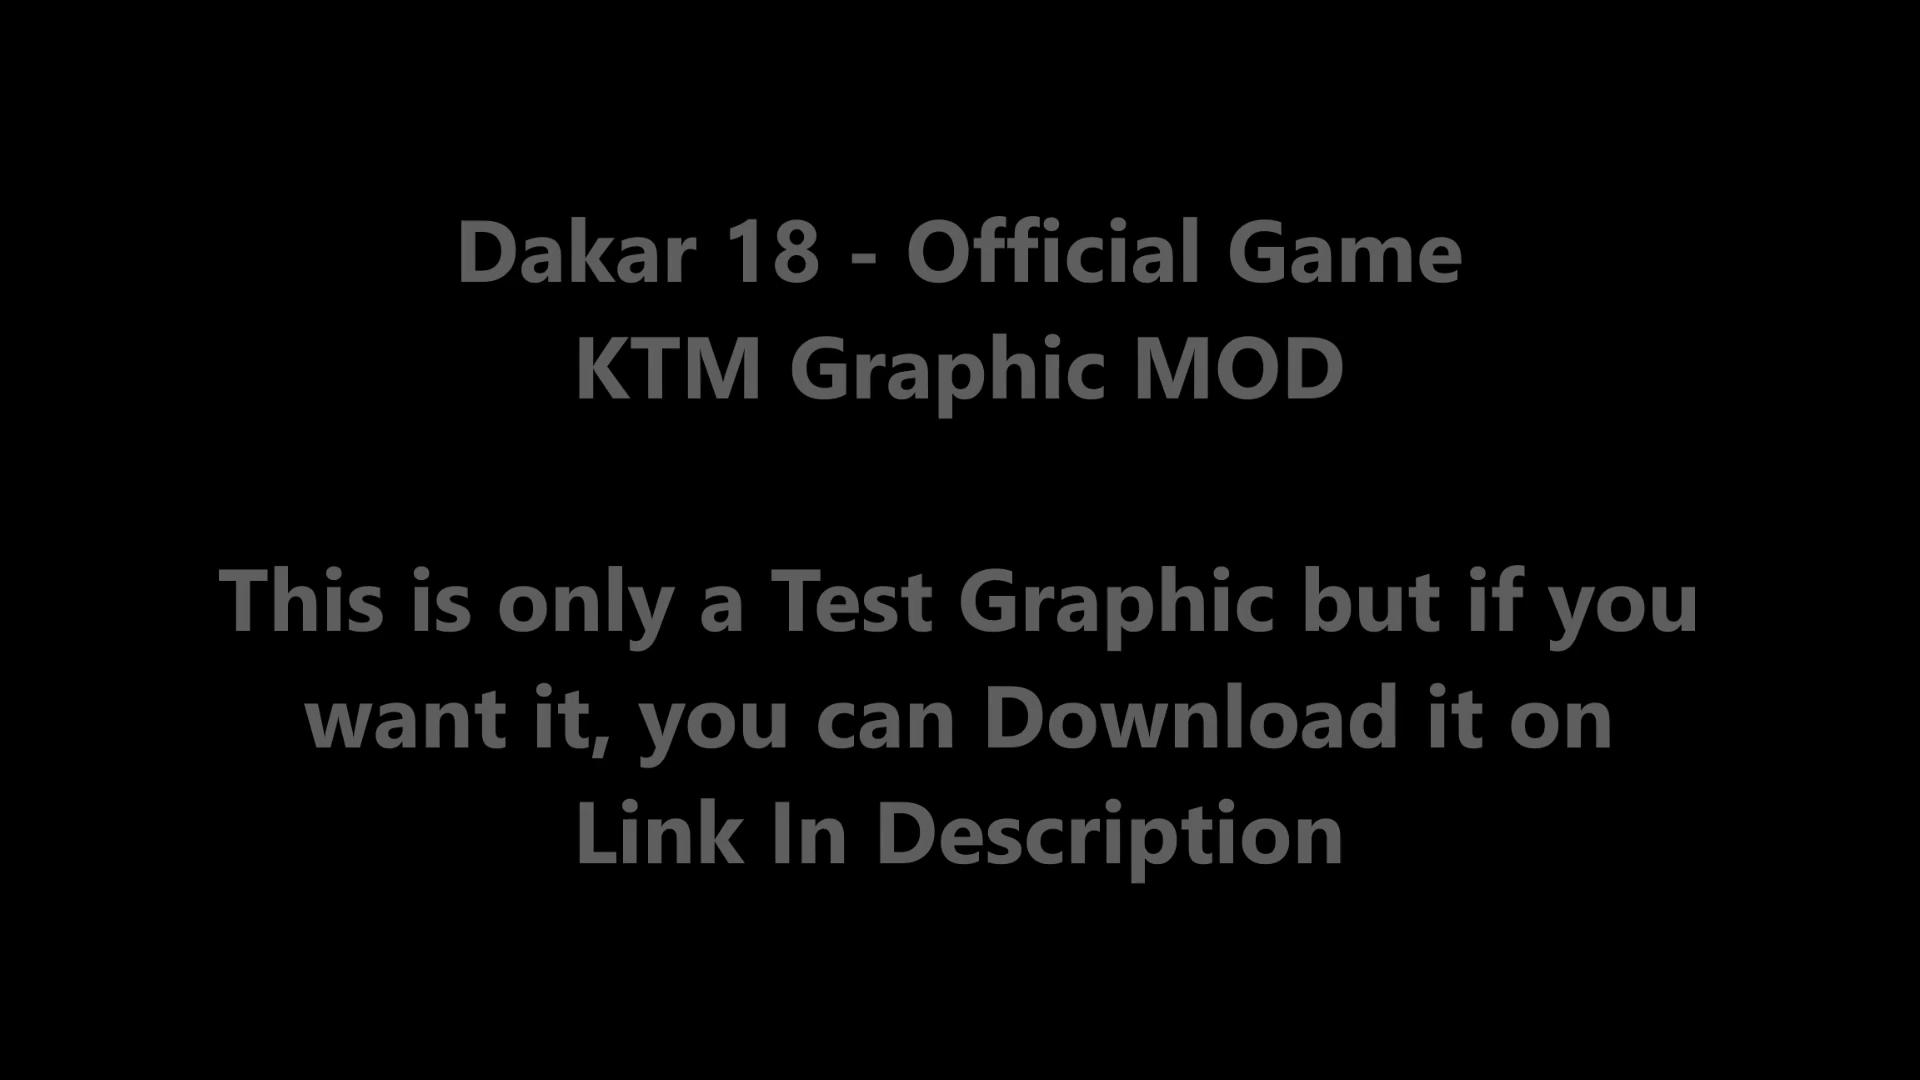 Dakar 18 - Official Game
KTM Graphic MOD
This is only a Test Graphic but if you
want it, you can Download it on
Link In Description